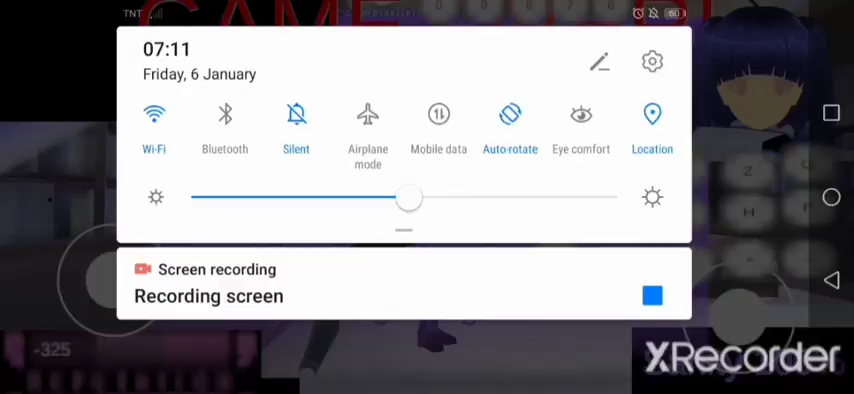 TNT
60
07:11
Friday, 6 January
Wi-Fi
Bluetooth
Silent
Airplane
mode
Mobile data
Auto-rotate
Eye comfort
Location
Screen recording
Recording screen
Z
H
-325
XRecorder